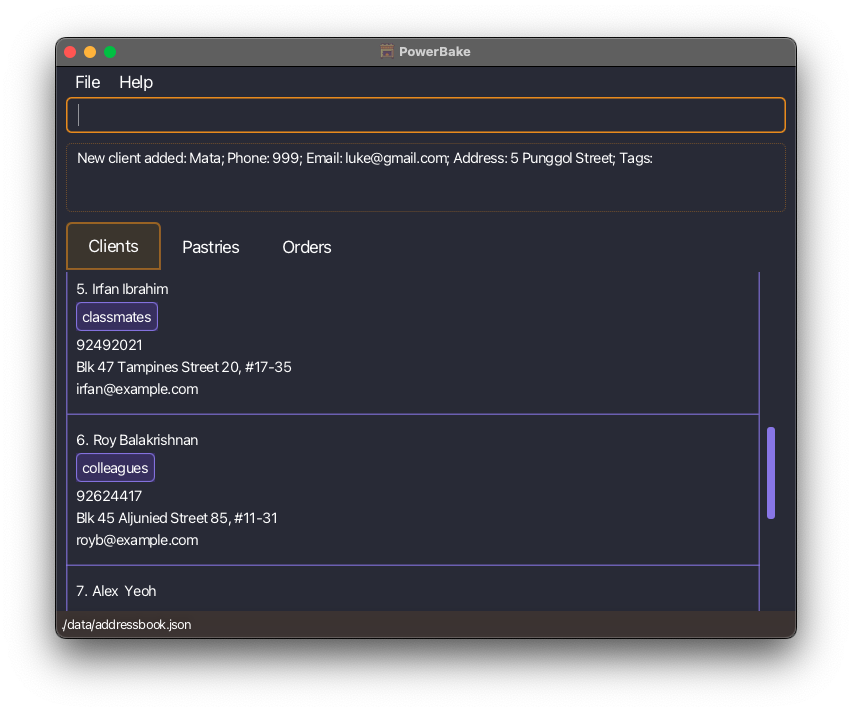 PowerBake
File Help
New client added: Mata; Phone: 999; Email: luke@gmail.com; Address: 5 Punggol Street; Tags:
Clients Pastries Orders
5. Irfan Ibrahim
classmates
92492021
Blk 47 Tampines Street 20, #17-35
irfan@example.com
6. Roy Balakrishnan
colleagues
92624417
Blk 45 Aljunied Street 85, #11-31
royb@example.com
7. Alex  Yeoh
./data/addressbook.json